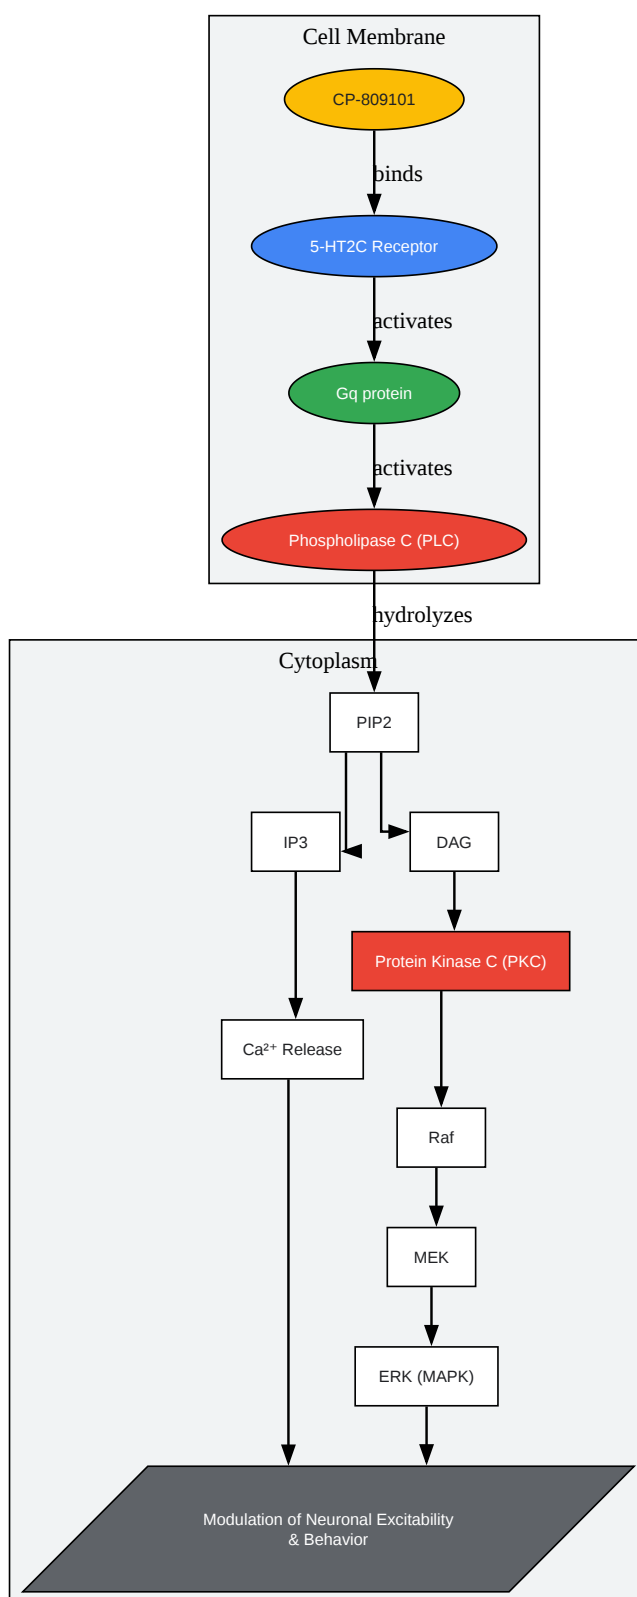 Cell Membrane
CP-809101
binds
5-HT2C Receptor
activates
Gq protein
activates
Phospholipase C (PLC)
hydrolyzes
Cytoplasm
PIP2
IP3
DAG
Protein Kinase C (PKC)
Ca²⁺ Release
Raf
MEK
ERK (MAPK)
Modulation of Neuronal Excitability
& Behavior